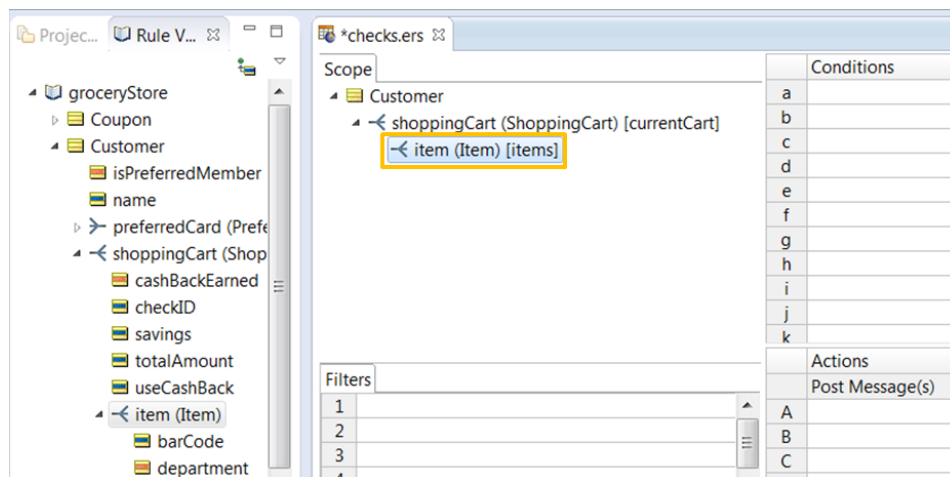 Projec...
Rule V...
groceryStore
Coupon
Customer
isPreferredMember
name
preferredCard (Prefe
shoppingCart (Shop
cashBackEarned
checkID
savings
totalAmount
useCashBack
item (Item)
barCode
department
*checks.ers
Scope
Customer
shoppingCart (ShoppingCart) [currentCart]
item (Item) [items]
Filters
1
2
3
Conditions
a
b
c
d
e
f
g
h
i
j
k
Actions
Post Message(s)
A
B
C